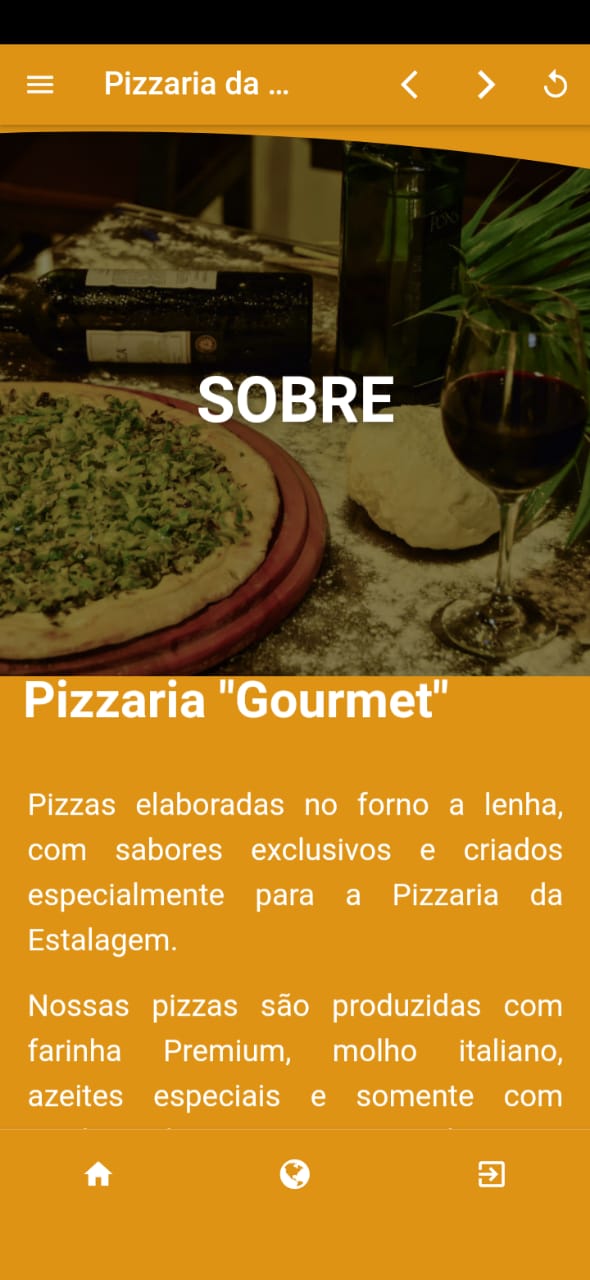 Pizzaria da ...
SOBRE
Pizzaria "Gourmet"
Pizzas elaboradas no forno a lenha,
com sabores exclusivos e criados
especialmente para a Pizzaria da
Estalagem.
Nossas pizzas são produzidas com
farinha Premium, molho italiano,
azeites especiais e somente com